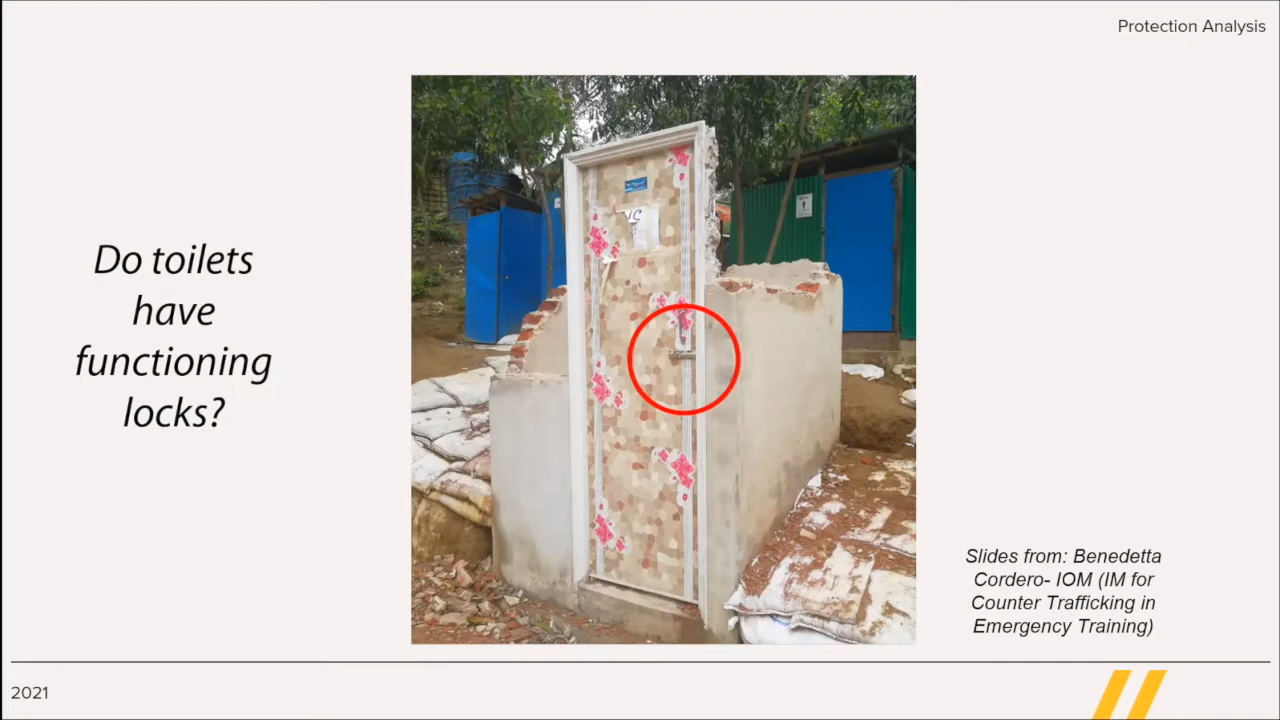 Protection Analysis
Do toilets
have
functioning
locks?
Slides from: Benedetta
Cordero- IOM (IM for
Counter Trafficking in
Emergency Training)
2021